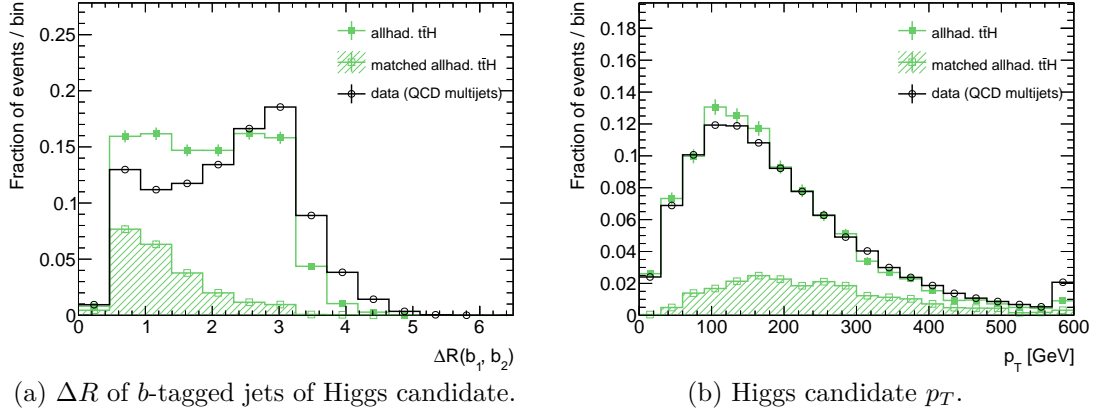 Fraction of events / bin
0.25
0.2
0.15
0.1
0.05
0
0 1 2 3 4 5 6
ΔR(b₁, b₂)
allhad. tt̄H
matched allhad. tt̄H
data (QCD multijets)
(a) ΔR of b-tagged jets of Higgs candidate.
Fraction of events / bin
0.16
0.14
0.12
0.1
0.08
0.06
0.04
0.02
0
0 100 200 300 400 500 600
p_T [GeV]
allhad. tt̄H
matched allhad. tt̄H
data (QCD multijets)
(b) Higgs candidate p_T.